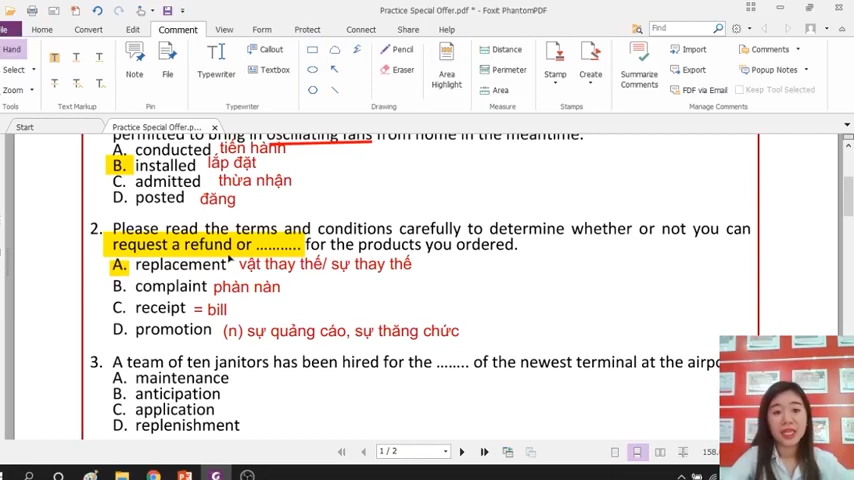 Practice Special Offer.pdf * - Foxit PhantomPDF
Home Convert Edit Comment Share Help
Find
Hand
Select
Zoom
Tools
Text Markup
Note File
Pin
Typewriter
Callout
Textbox
Typewriter
Drawing
Pencil
Eraser
Area
Highlight
Distance
Perimeter
Area
Measure
Stamp Create
Stamps
Summarize
Comments
Import
Export
FDF via Email
Comments
Popup Notes
Keep Tool Selected
Manage Comments
Start Practice Special Offer.p...
permitted to bring in oscillating fans from home in the meantime.
A. conducted tiến hành
B. installed lắp đặt
C. admitted thừa nhận
D. posted đăng
2. Please read the terms and conditions carefully to determine whether or not you can
request a refund or ……….. for the products you ordered.
A. replacement vật thay thế/ sự thay thế
B. complaint phàn nàn
C. receipt = bill
D. promotion (n) sự quảng cáo, sự thăng chức
3. A team of ten janitors has been hired for the …….. of the newest terminal at the airpo
A. maintenance
B. anticipation
C. application
D. replenishment
1 / 2
158.